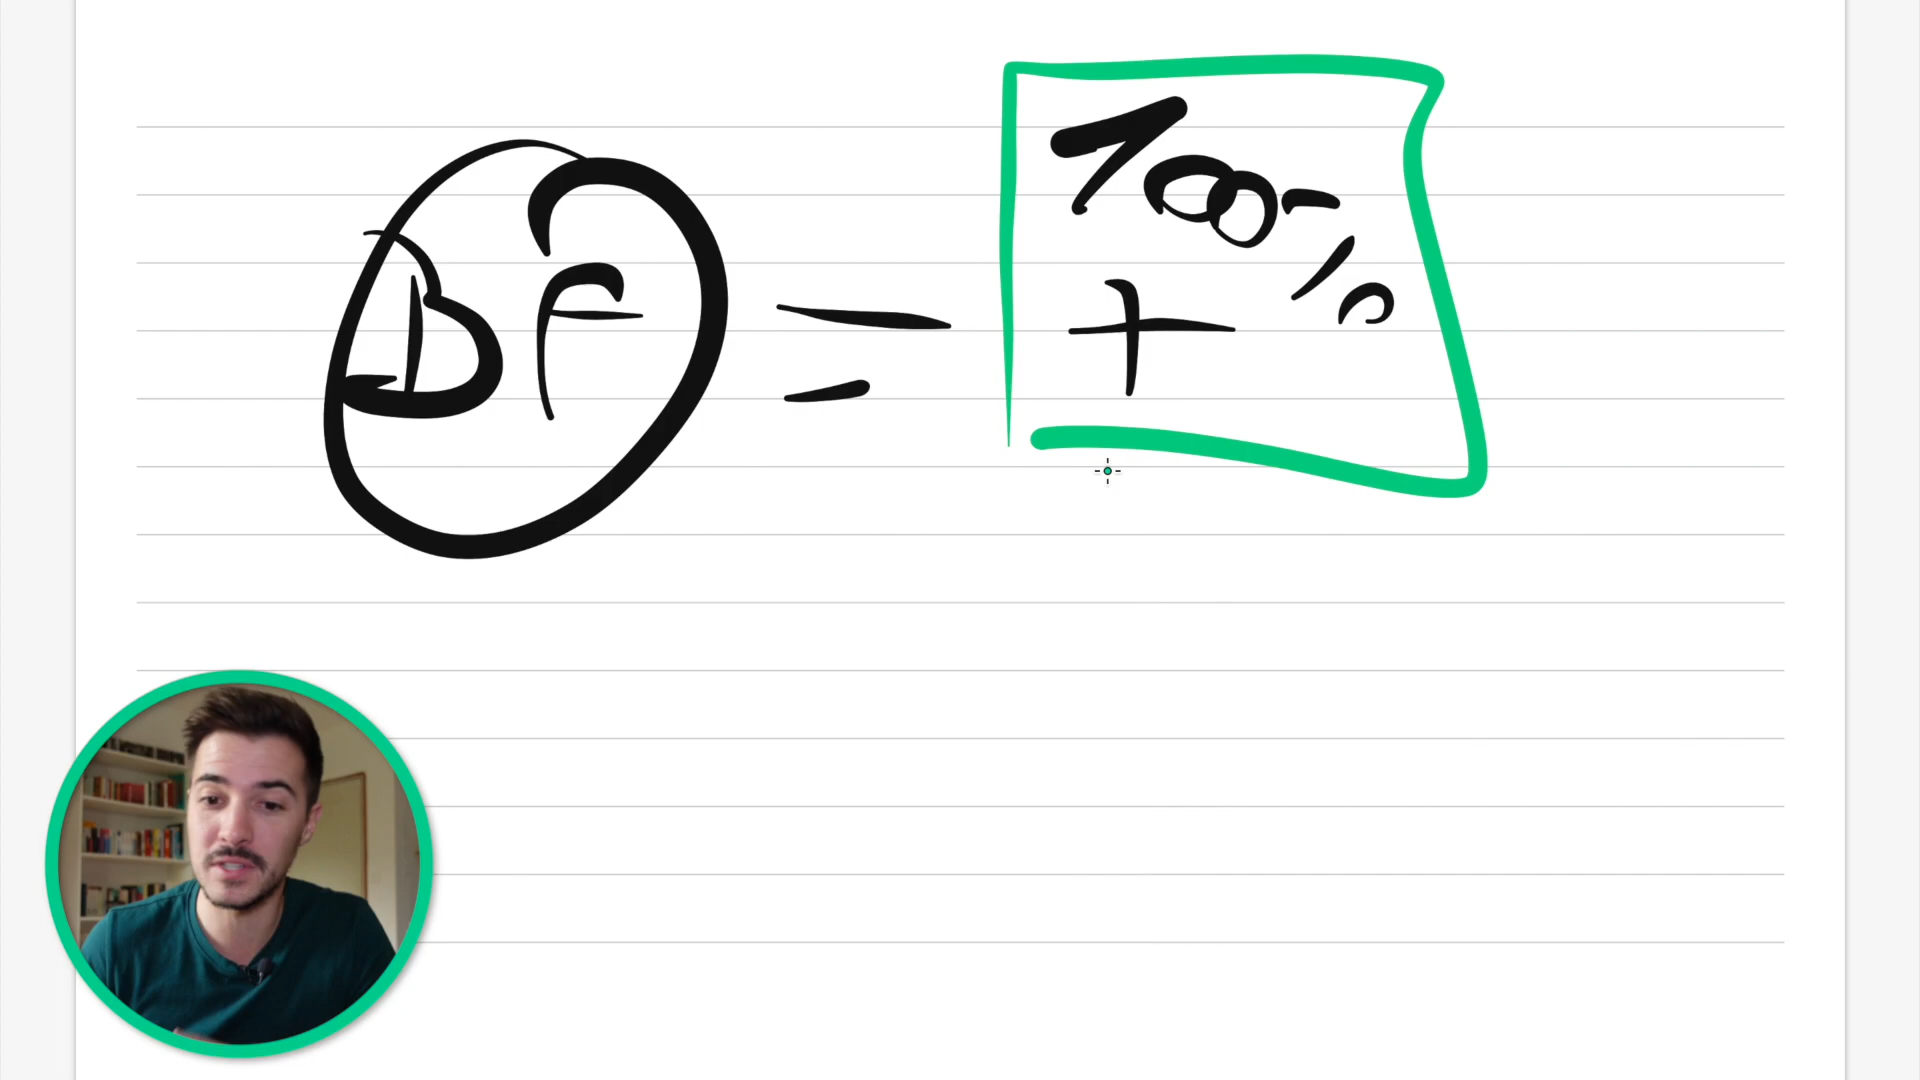 BF = 100%
+